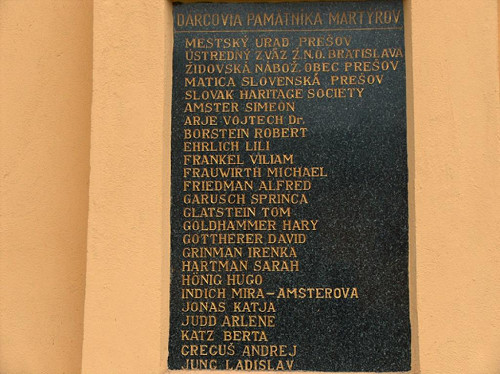 DARCOVIA PAMÄTNÍKA MARTÝROV
MESTSKÝ ÚRAD PREŠOV
ÚSTREDNÝ ZVÄZ Ž.N.O. BRATISLAVA
ŽIDOVSKÁ NÁBOŽ. OBEC PREŠOV
MATICA SLOVENSKÁ PREŠOV
SLOVAK HARITAGE SOCIETY
AMSTER SIMEON
ARJE VOJTECH Dr.
BORSTEIN ROBERT
EHRLICH LILI
FRANKEL VILIAM
FRAUWIRTH MICHAEL
FRIEDMAN ALFRED
GARUSCH SPRINCA
GLATSTEIN TOM
GOLDHAMMER HARY
GOTTHERER DAVID
GRINMAN IRENKA
HARTMAN SARAH
HÖNIG HUGO
INDICH MIRA-AMSTEROVA
JONAS KATJA
JUDD ARLENE
KATZ BERTA
CREGUŠ ANDREJ
JUNG LADISLAV